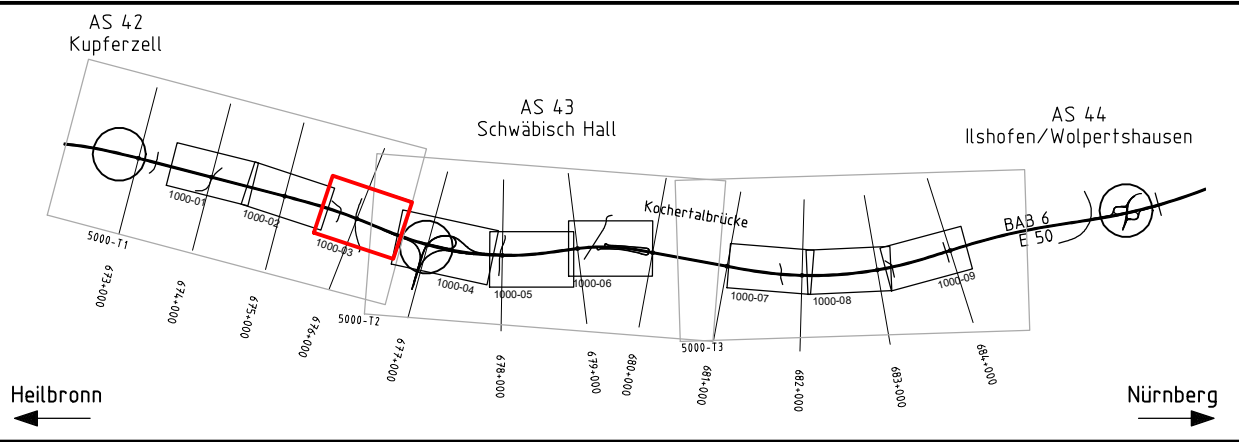 AS 42
Kupferzell
AS 43
Schwäbisch Hall
AS 44
Ilshofen/Wolpertshausen
1000-01
1000-02
1000-03
1000-04
1000-05
1000-06
Kochertalbrücke
1000-07
1000-08
1000-09
BAB 6
E 50
5000-T1
5000-T2
5000-T3
673+000
674+000
675+000
676+000
677+000
678+000
679+000
680+000
681+000
682+000
683+000
684+000
Heilbronn
Nürnberg